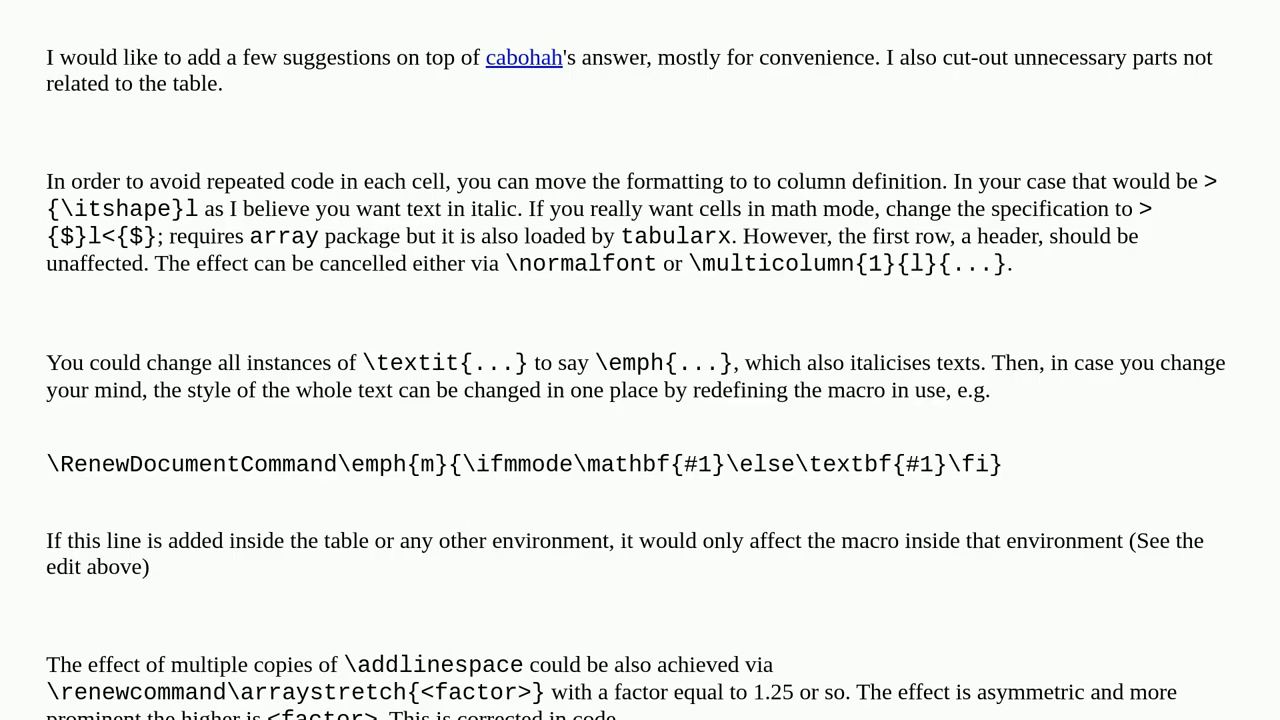 I would like to add a few suggestions on top of cabohah's answer, mostly for convenience. I also cut-out unnecessary parts not
related to the table.
In order to avoid repeated code in each cell, you can move the formatting to to column definition. In your case that would be >
{\itshape}l as I believe you want text in italic. If you really want cells in math mode, change the specification to >
{$}l<{$}; requires array package but it is also loaded by tabularx. However, the first row, a header, should be
unaffected. The effect can be cancelled either via \normalfont or \multicolumn{1}{l}{...}.
You could change all instances of \textit{...} to say \emph{...}, which also italicises texts. Then, in case you change
your mind, the style of the whole text can be changed in one place by redefining the macro in use, e.g.
\RenewDocumentCommand\emph{m}{\ifmmode\mathbf{#1}\else\textbf{#1}\fi}
If this line is added inside the table or any other environment, it would only affect the macro inside that environment (See the
edit above)
The effect of multiple copies of \addlinespace could be also achieved via
\renewcommand\arraystretch{<factor>} with a factor equal to 1.25 or so. The effect is asymmetric and more
prominent the higher is <factor>. This is corrected in code.